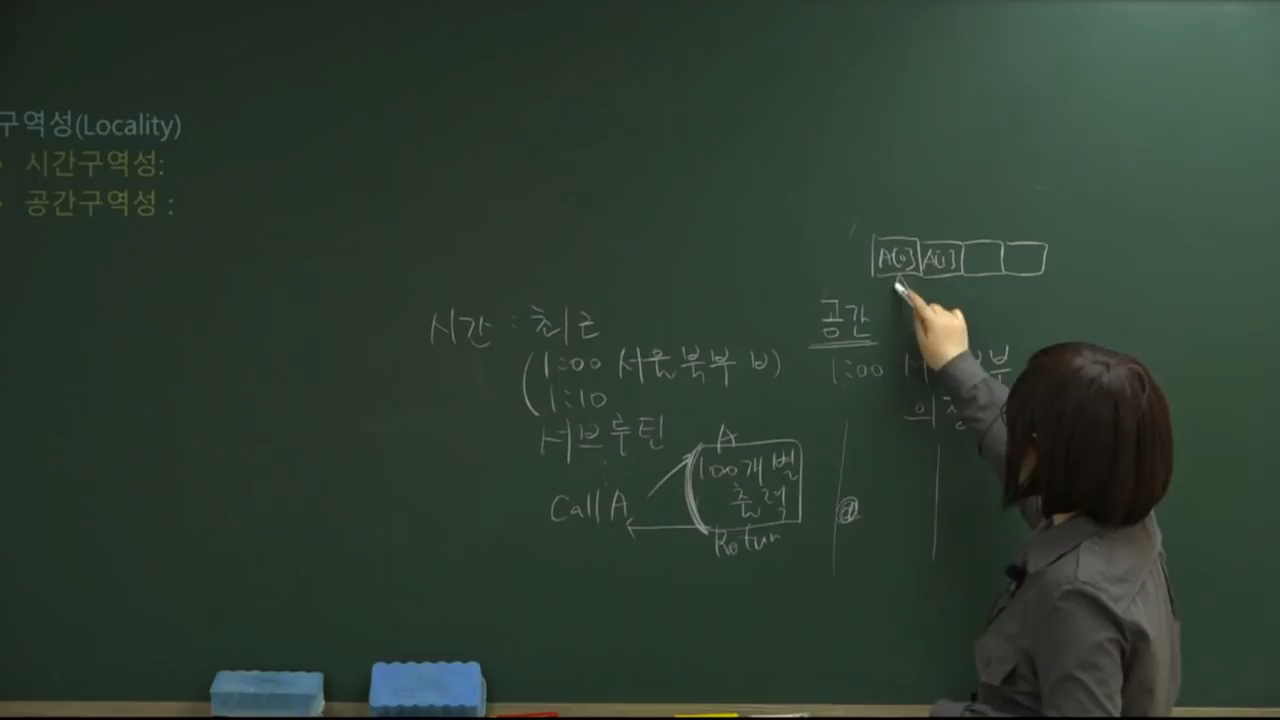 구역성(Locality)
시간구역성:
공간구역성 :
A[0] A[1]
시간 : 최근
1:00 서울북부 b)
1:10
서브루틴
Call A
A
100개 별
출력
Retur
공간
1:00
@